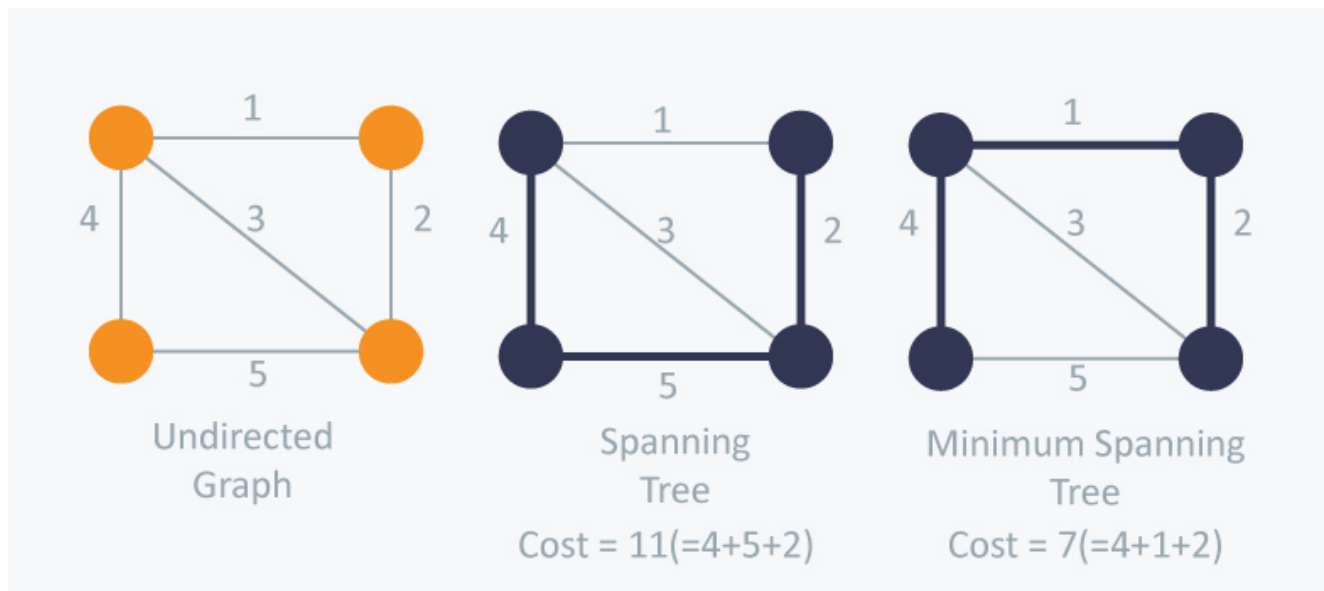 1
4
3
2
5
Undirected
Graph
1
4
3
2
5
Spanning
Tree
Cost = 11(=4+5+2)
1
4
3
2
5
Minimum Spanning
Tree
Cost = 7(=4+1+2)